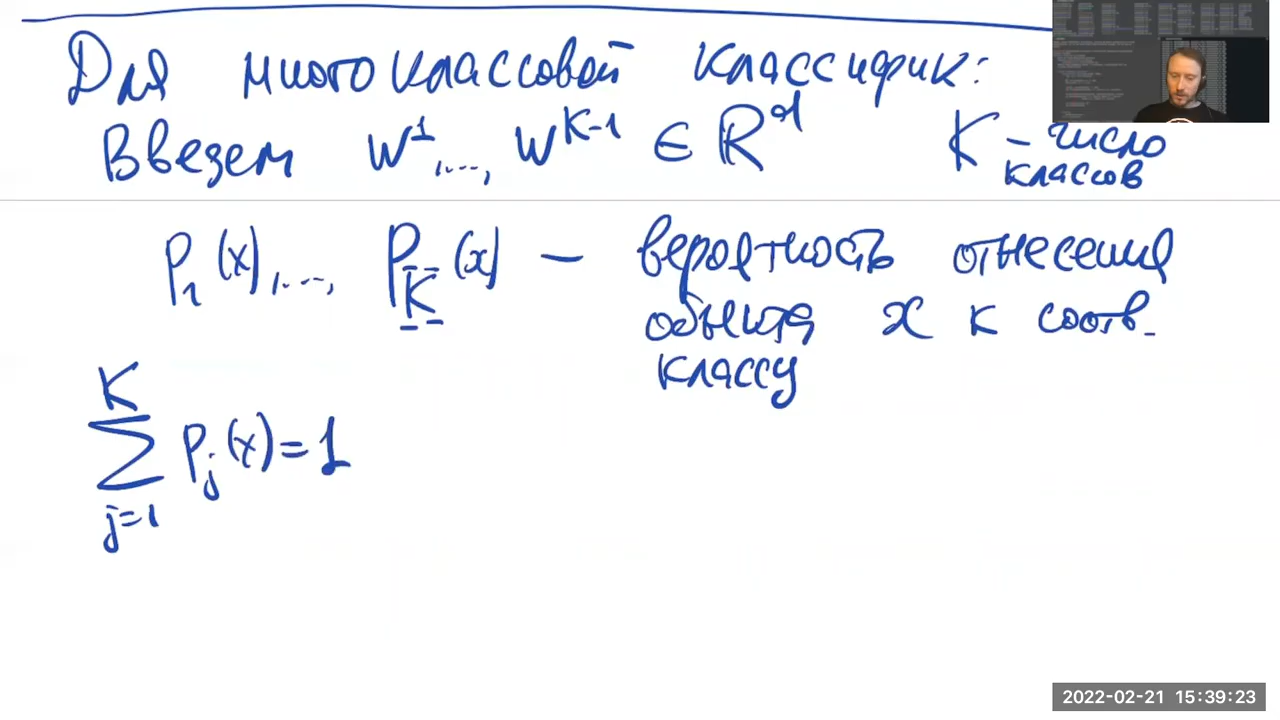 Для многоклассовой классифик:
Введем w^1,..., w^{K-1} ∈ ℝ^d K – число
классов
p_1(x),..., p_K(x) – вероятность отнесения
объекта x к соотв.
классу
K
∑ p_j(x)=1
j=1
2022-02-21 15:39:23